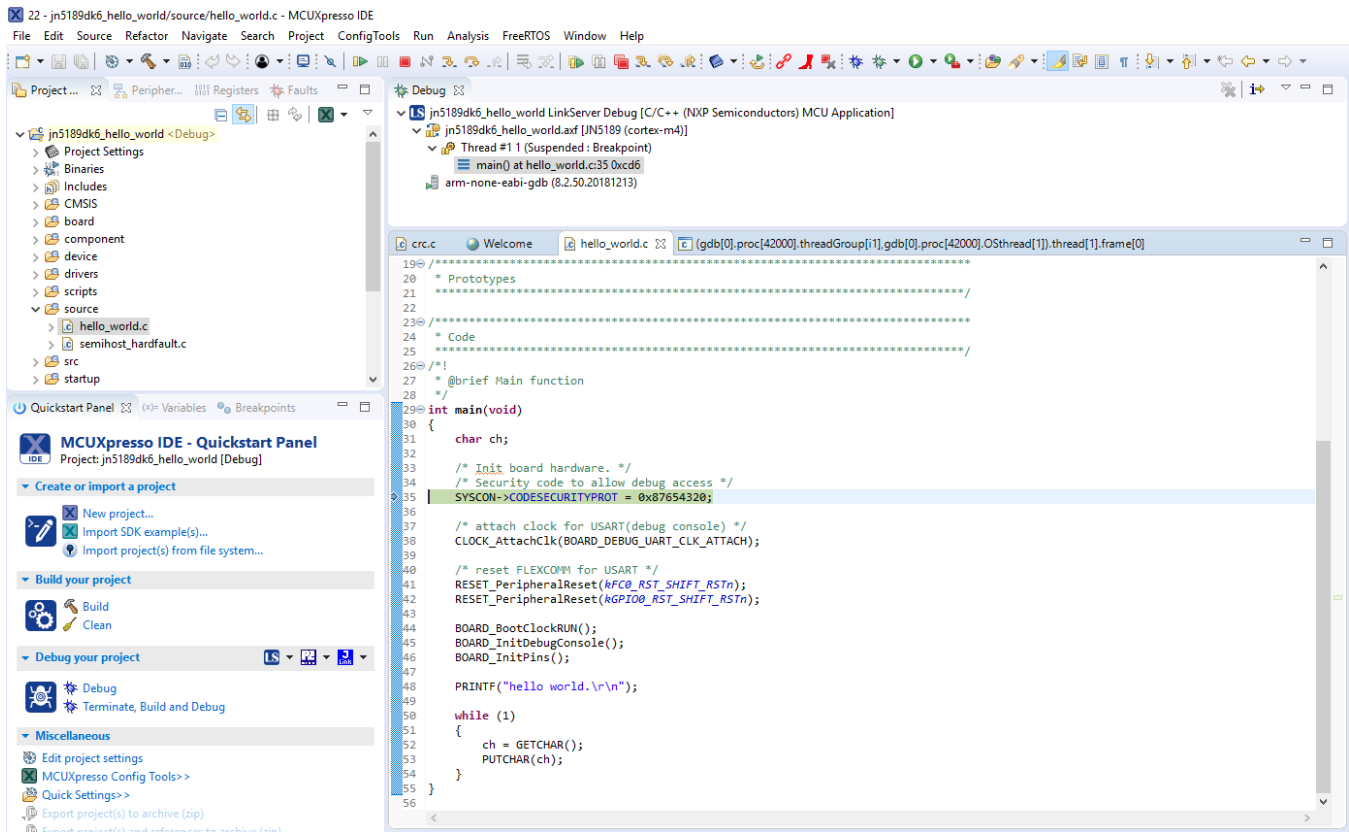 22 - jn5189dk6_hello_world/source/hello_world.c - MCUXpresso IDE
File Edit Source Refactor Navigate Search Project ConfigTools Run Analysis FreeRTOS Window Help
Project ... Peripher... Registers Faults
jn5189dk6_hello_world <Debug>
Project Settings
Binaries
Includes
CMSIS
board
component
device
drivers
scripts
source
hello_world.c
semihost_hardfault.c
src
startup
Debug
jn5189dk6_hello_world LinkServer Debug [C/C++ (NXP Semiconductors) MCU Application]
jn5189dk6_hello_world.axf [JN5189 (cortex-m4)]
Thread #1 1 (Suspended : Breakpoint)
main() at hello_world.c:35 0xcd6
arm-none-eabi-gdb (8.2.50.20181213)
Quickstart Panel (x)= Variables Breakpoints
IDE
MCUXpresso IDE - Quickstart Panel
Project: jn5189dk6_hello_world [Debug]
Create or import a project
New project...
Import SDK example(s)...
Import project(s) from file system...
Build your project
Build
Clean
Debug your project LS Link
Debug
Terminate, Build and Debug
Miscellaneous
Edit project settings
MCUXpresso Config Tools>>
Quick Settings>>
Export project(s) to archive (zip)
Export project(s) and references to archive (zip)
crc.c Welcome hello_world.c (gdb[0].proc[42000].threadGroup[i1],gdb[0].proc[42000].OSthread[1]).thread[1].frame[0]
19 /*******************************************************************************
20 * Prototypes
21 ******************************************************************************/
22
23 /*******************************************************************************
24 * Code
25 ******************************************************************************/
26 /*!
27 * @brief Main function
28 */
29 int main(void)
30 {
31 char ch;
32
33 /* Init board hardware. */
34 /* Security code to allow debug access */
35 SYSCON->CODESECURITYPROT = 0x87654320;
36
37 /* attach clock for USART(debug console) */
38 CLOCK_AttachClk(BOARD_DEBUG_UART_CLK_ATTACH);
39
40 /* reset FLEXCOMM for USART */
41 RESET_PeripheralReset(kFC0_RST_SHIFT_RSTn);
42 RESET_PeripheralReset(kGPIO0_RST_SHIFT_RSTn);
43
44 BOARD_BootClockRUN();
45 BOARD_InitDebugConsole();
46 BOARD_InitPins();
47
48 PRINTF("hello world.\r\n");
49
50 while (1)
51 {
52 ch = GETCHAR();
53 PUTCHAR(ch);
54 }
55 }
56